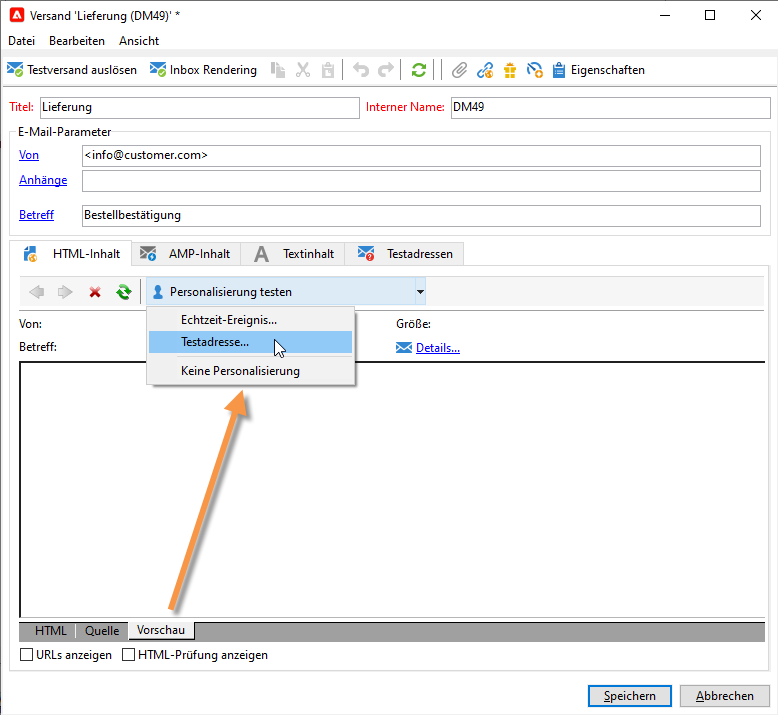 Versand 'Lieferung (DM49)' *
Datei Bearbeiten Ansicht
Testversand auslösen Inbox Rendering Eigenschaften
Titel: Lieferung Interner Name: DM49
E-Mail-Parameter
Von <info@customer.com>
Anhänge
Betreff Bestellbestätigung
HTML-Inhalt AMP-Inhalt Textinhalt Testadressen
Personalisierung testen
Von: Echtzeit-Ereignis... Größe:
Betreff: Testadresse... Details...
Keine Personalisierung
HTML Quelle Vorschau
URLs anzeigen HTML-Prüfung anzeigen
Speichern Abbrechen